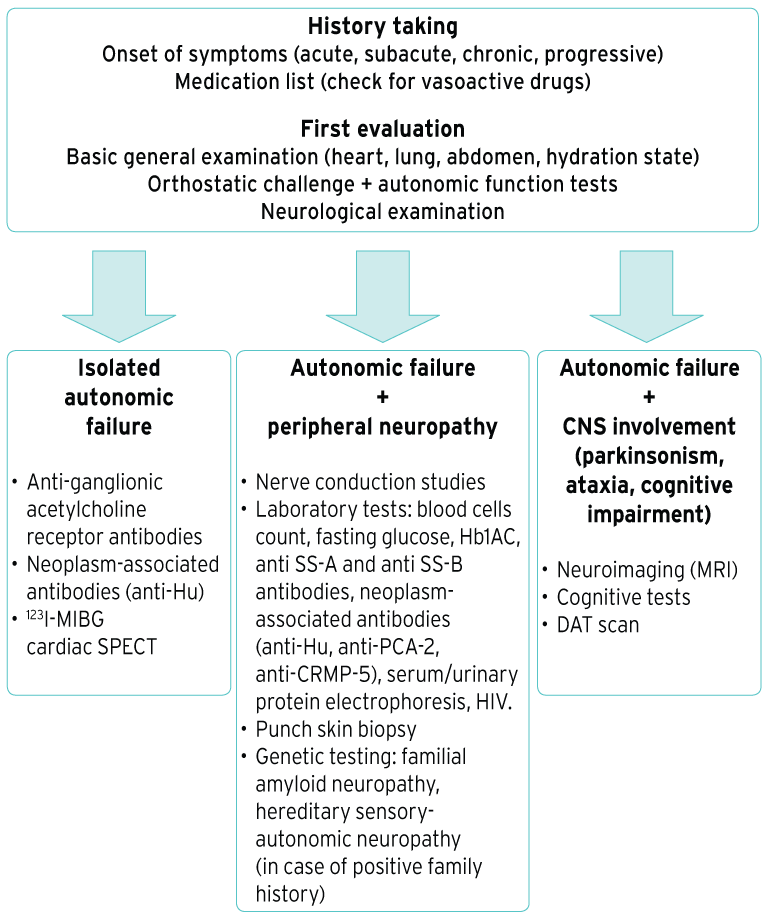 History taking
Onset of symptoms (acute, subacute, chronic, progressive)
Medication list (check for vasoactive drugs)
First evaluation
Basic general examination (heart, lung, abdomen, hydration state)
Orthostatic challenge + autonomic function tests
Neurological examination
Isolated
autonomic
failure
• Anti-ganglionic
acetylcholine
receptor antibodies
• Neoplasm-associated
antibodies (anti-Hu)
• ¹²³I-MIBG
cardiac SPECT
Autonomic failure
+
peripheral neuropathy
• Nerve conduction studies
• Laboratory tests: blood cells
count, fasting glucose, Hb1AC,
anti SS-A and anti SS-B
antibodies, neoplasm-
associated antibodies
(anti-Hu, anti-PCA-2,
anti-CRMP-5), serum/urinary
protein electrophoresis, HIV.
• Punch skin biopsy
• Genetic testing: familial
amyloid neuropathy,
hereditary sensory-
autonomic neuropathy
(in case of positive family
history)
Autonomic failure
+
CNS involvement
(parkinsonism,
ataxia, cognitive
impairment)
• Neuroimaging (MRI)
• Cognitive tests
• DAT scan